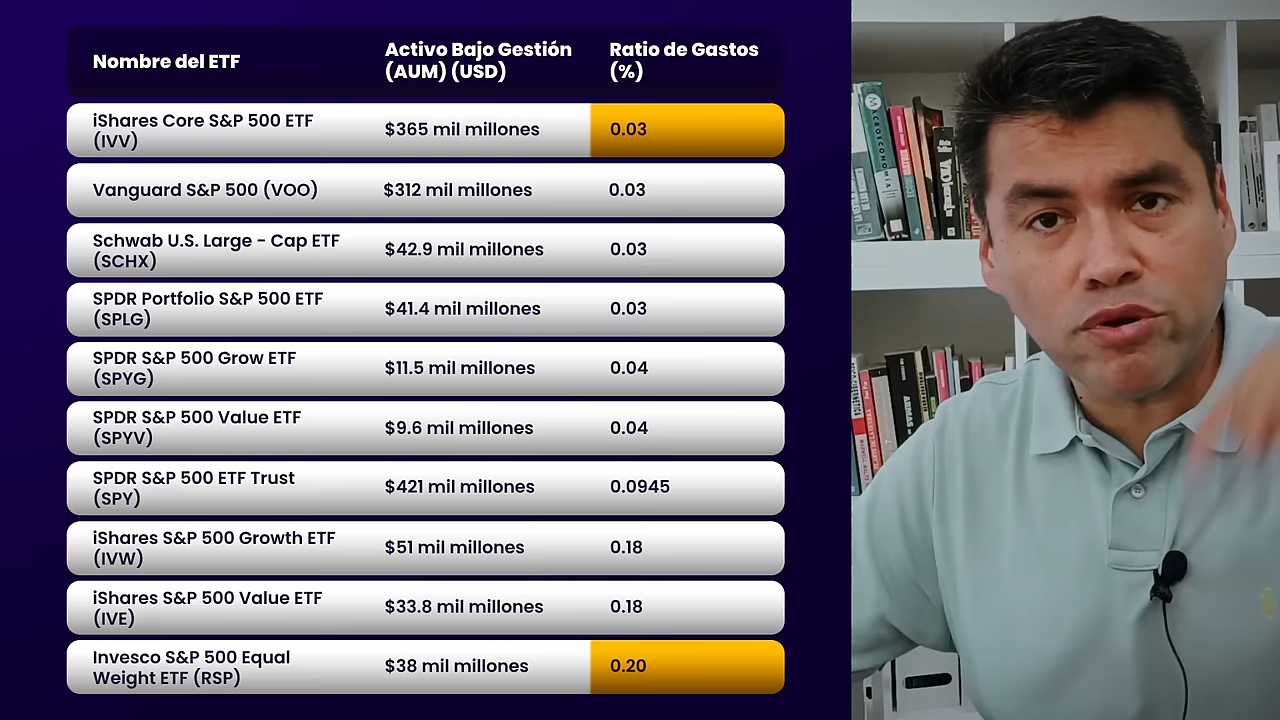 Nombre del ETF
Activo Bajo Gestión
(AUM) (USD)
Ratio de Gastos
(%)
iShares Core S&P 500 ETF
(IVV)
$365 mil millones
0.03
Vanguard S&P 500 (VOO)
$312 mil millones
0.03
Schwab U.S. Large - Cap ETF
(SCHX)
$42.9 mil millones
0.03
SPDR Portfolio S&P 500 ETF
(SPLG)
$41.4 mil millones
0.03
SPDR S&P 500 Grow ETF
(SPYG)
$11.5 mil millones
0.04
SPDR S&P 500 Value ETF
(SPYV)
$9.6 mil millones
0.04
SPDR S&P 500 ETF Trust
(SPY)
$421 mil millones
0.0945
iShares S&P 500 Growth ETF
(IVW)
$51 mil millones
0.18
iShares S&P 500 Value ETF
(IVE)
$33.8 mil millones
0.18
Invesco S&P 500 Equal
Weight ETF (RSP)
$38 mil millones
0.20
MACROECONOMÍA